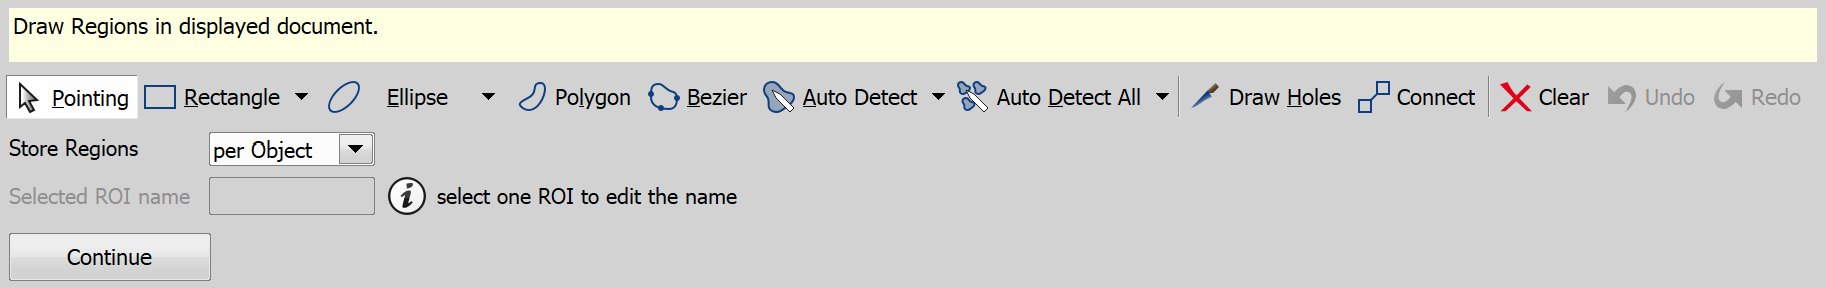 Draw Regions in displayed document.
Pointing Rectangle Ellipse Polygon Bezier Auto Detect Auto Detect All Draw Holes Connect Clear Undo Redo
Store Regions per Object
Selected ROI name i select one ROI to edit the name
Continue